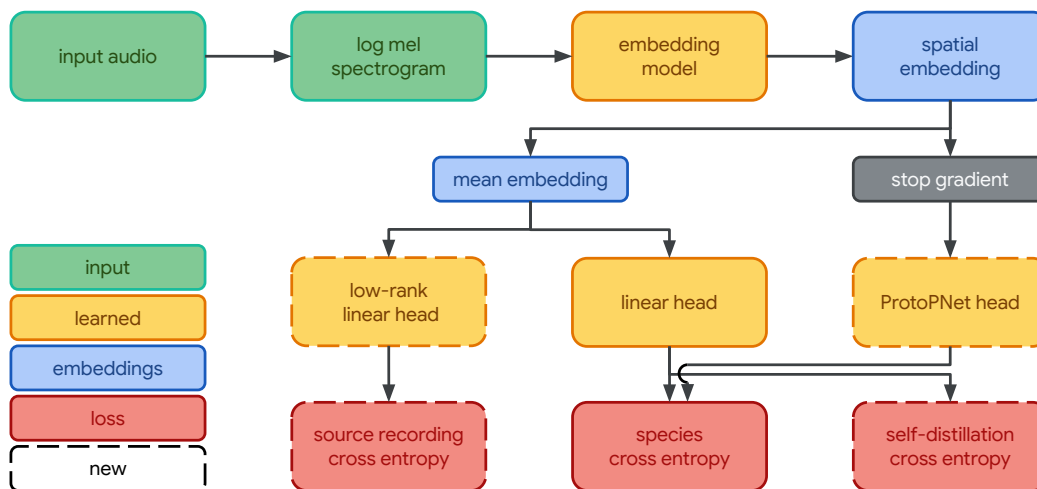 input audio
log mel
spectrogram
embedding
model
spatial
embedding
mean embedding
stop gradient
input
learned
embeddings
loss
new
low-rank
linear head
linear head
ProtoPNet head
source recording
cross entropy
species
cross entropy
self-distillation
cross entropy